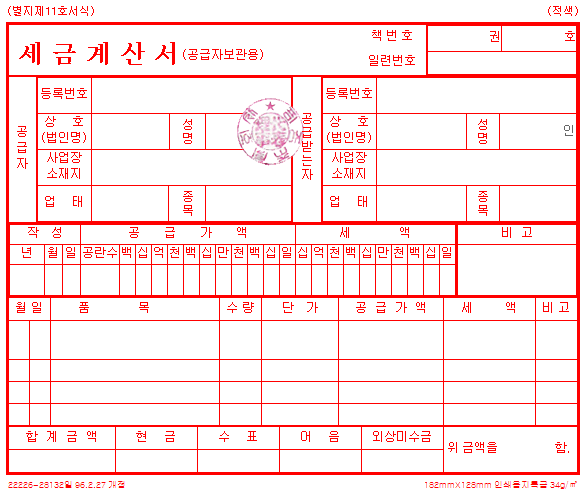 (별지제11호서식) (적색)
세금계산서 (공급자보관용) 책번호 권 호
일련번호
공급자 등록번호 공급받는자 등록번호
상 호 (법인명) 성명 상 호 (법인명) 성명 인
사업장 소재지 사업장 소재지
업 태 종목 업 태 종목
작 성 공 급 가 액 세 액 비 고
년 월 일 공란수 백 십 억 천 백 십 만 천 백 십 일 십 억 천 백 십 만 천 백 십 일
월 일 품 목 수 량 단 가 공 급 가 액 세 액 비 고
합 계 금 액 현 금 수 표 어 음 외상미수금 위 금액을 함.
22226-28132일 96.2.27 개정 182mm×128mm 인쇄용지특급 34g/㎡